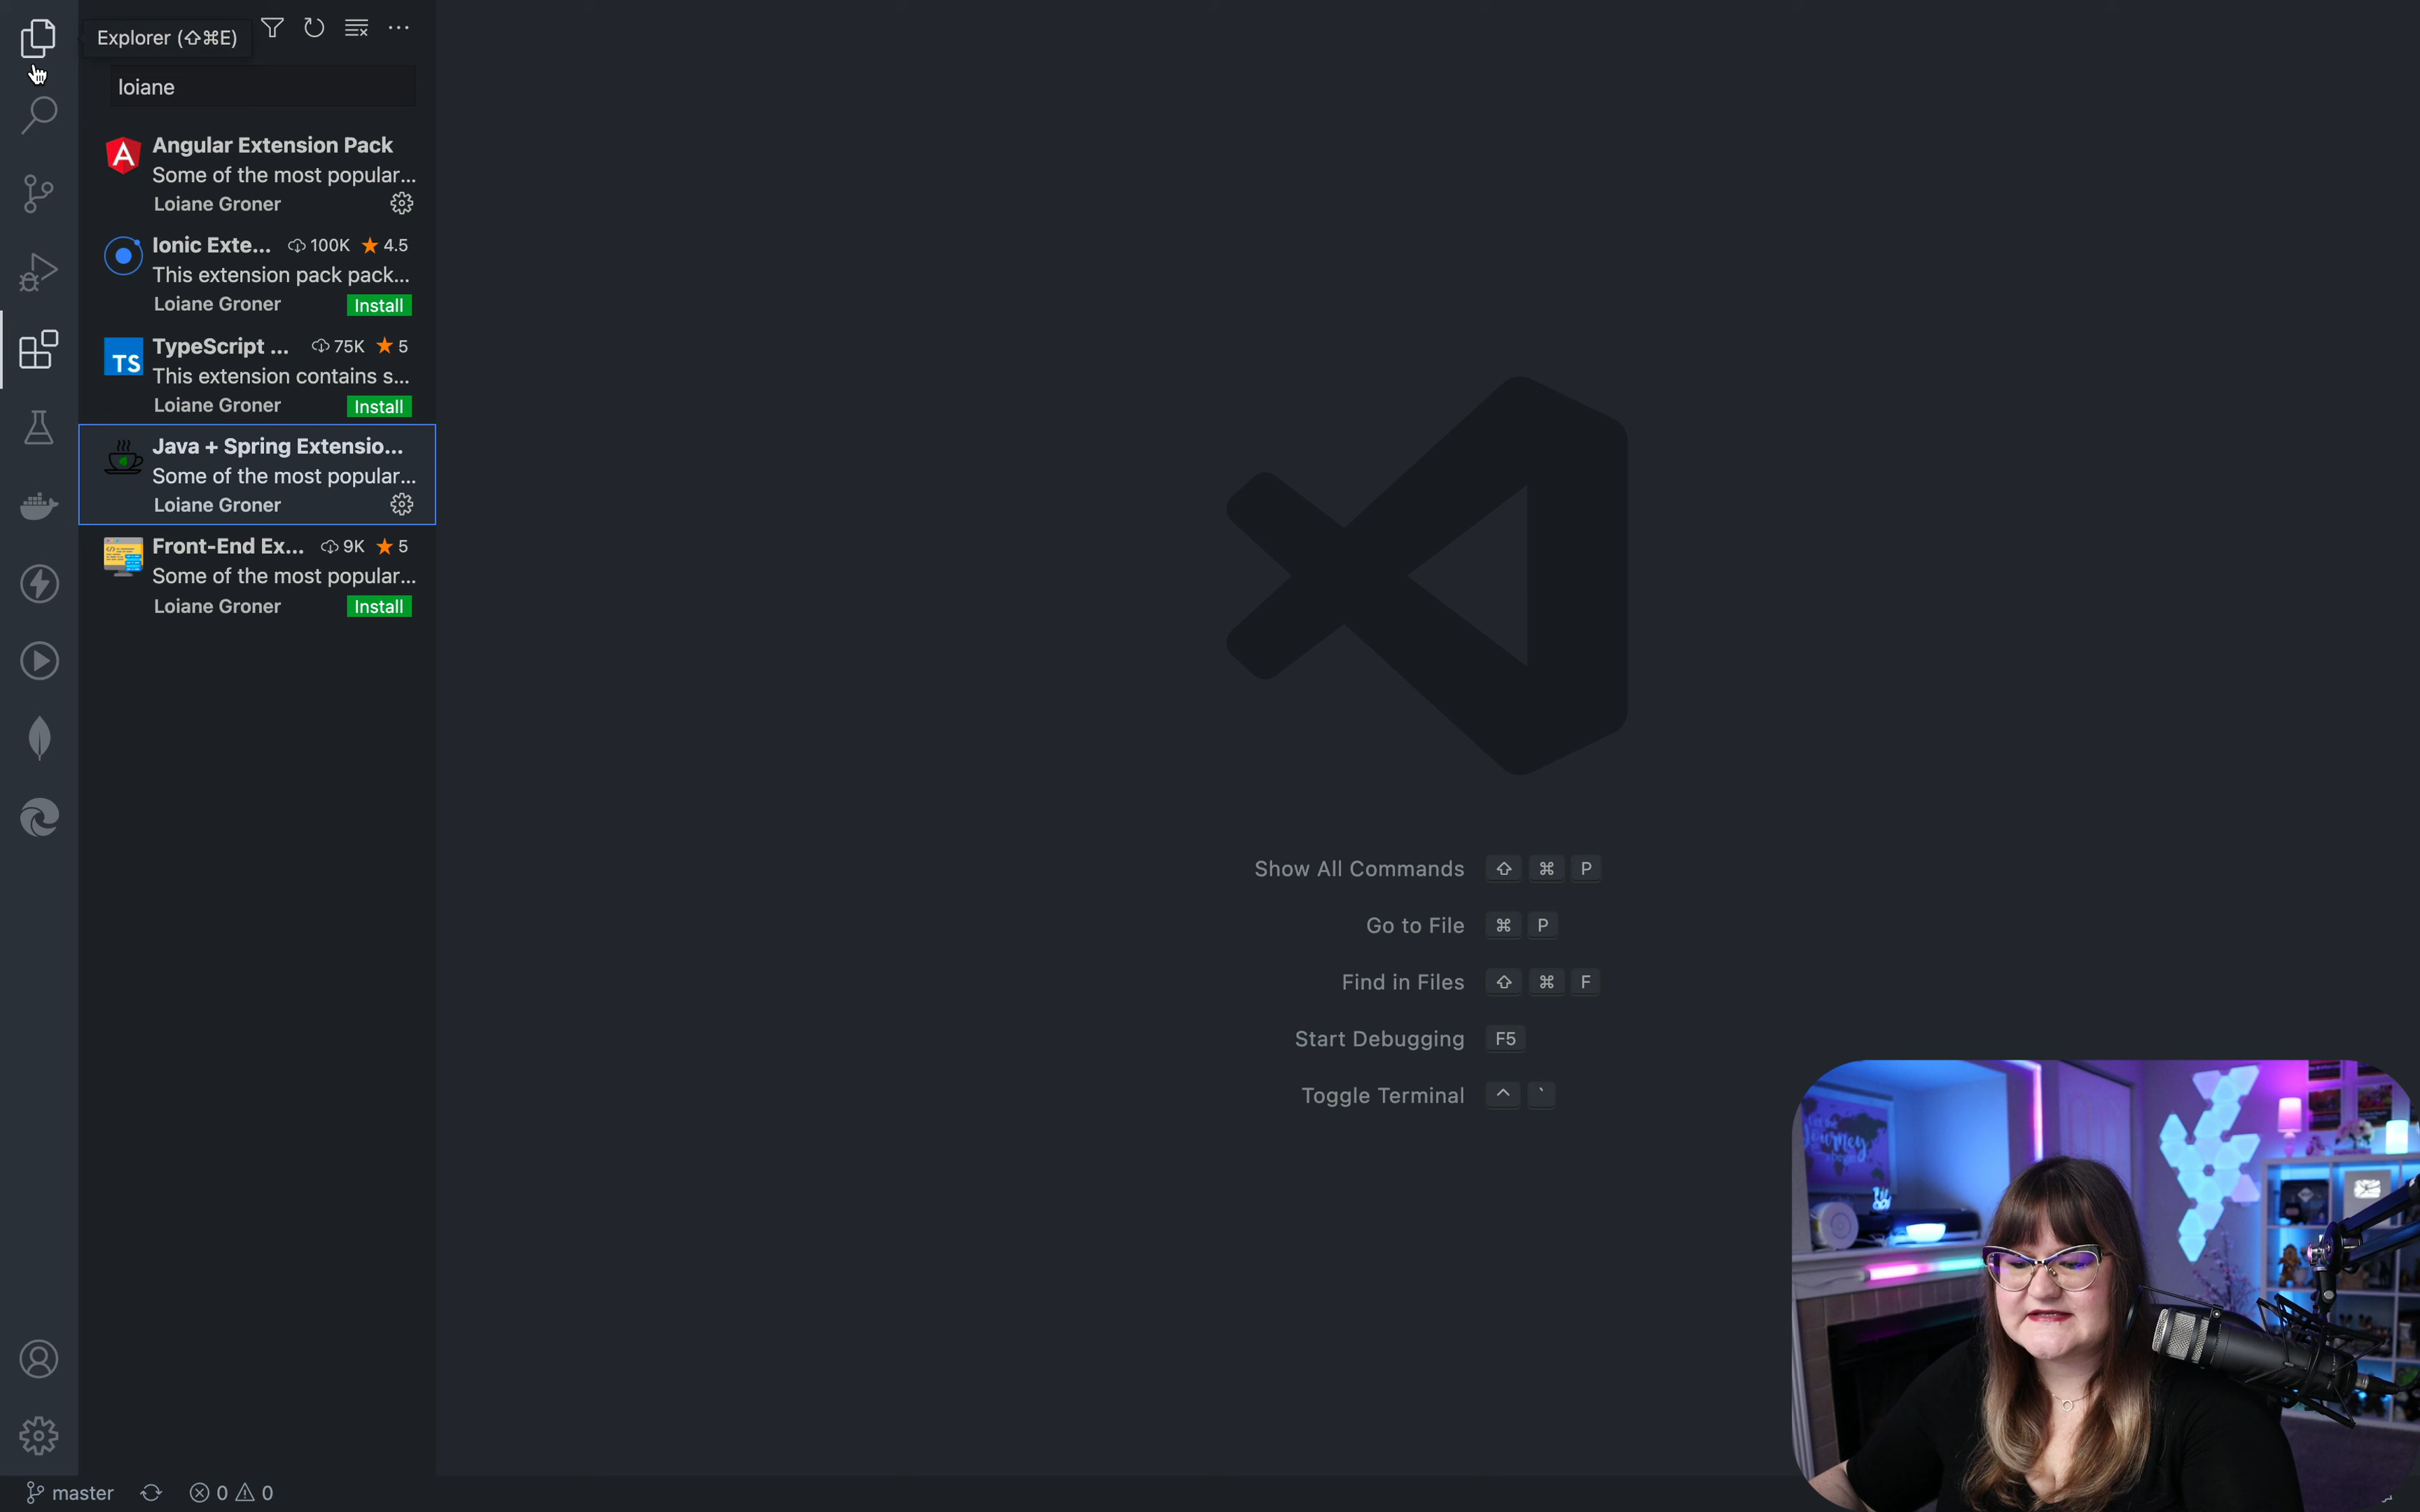 Explorer (⇧⌘E)
loiane
Angular Extension Pack
Some of the most popular...
Loiane Groner
Ionic Exte... 100K ★ 4.5
This extension pack pack...
Loiane Groner Install
TypeScript ... 75K ★ 5
This extension contains s...
Loiane Groner Install
Java + Spring Extensio...
Some of the most popular...
Loiane Groner
Front-End Ex... 9K ★ 5
Some of the most popular...
Loiane Groner Install
Show All Commands ⇧ ⌘ P
Go to File ⌘ P
Find in Files ⇧ ⌘ F
Start Debugging F5
Toggle Terminal ^ `
master 0 0
TS
Journey